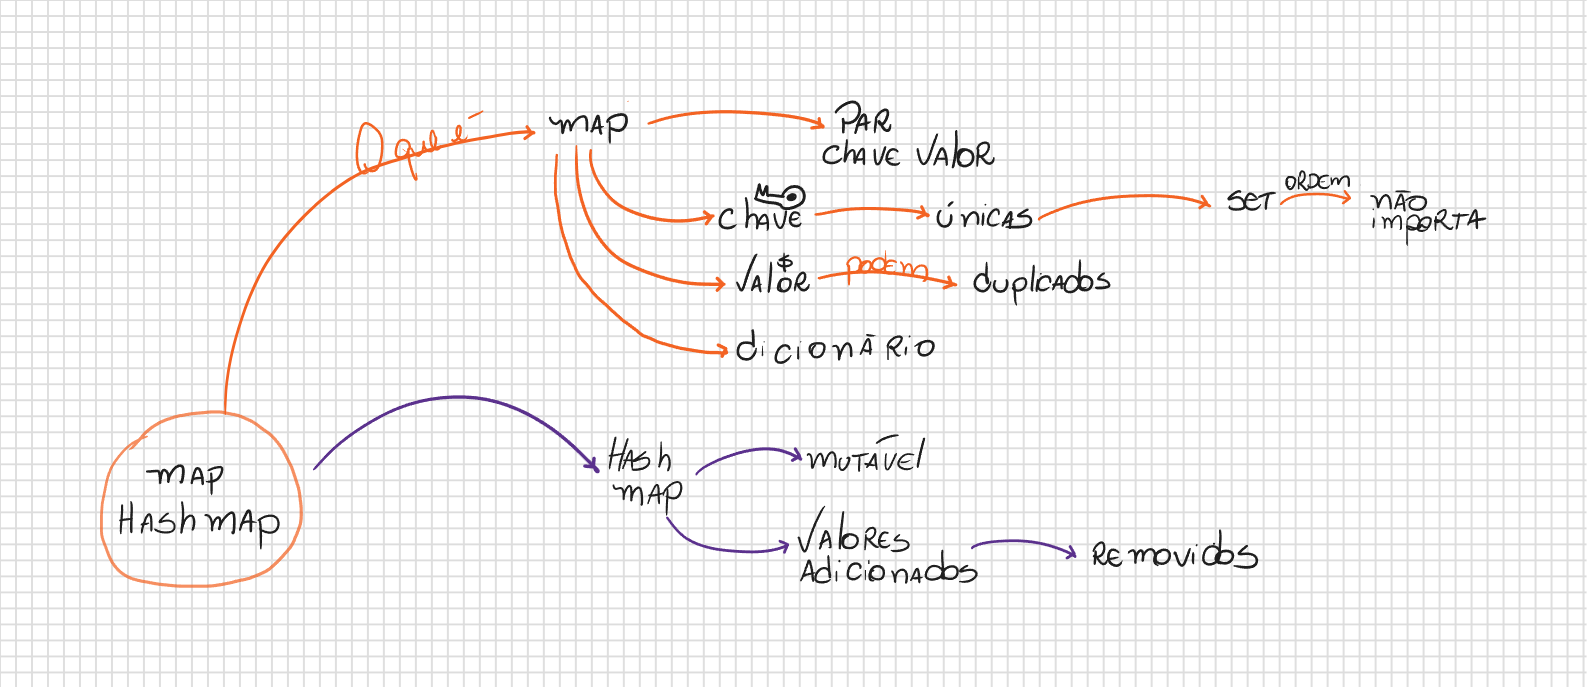 O que é
MAP
PAR
CHAVE VALOR
CHAVE
ÚNICAS
SET
ORDEM
NÃO
IMPORTA
VALOR
$
PODEM
DUPLICADOS
DICIONÁRIO
MAP
HASHMAP
HASH
MAP
MUTÁVEL
VALORES
ADICIONADOS
REMOVIDOS